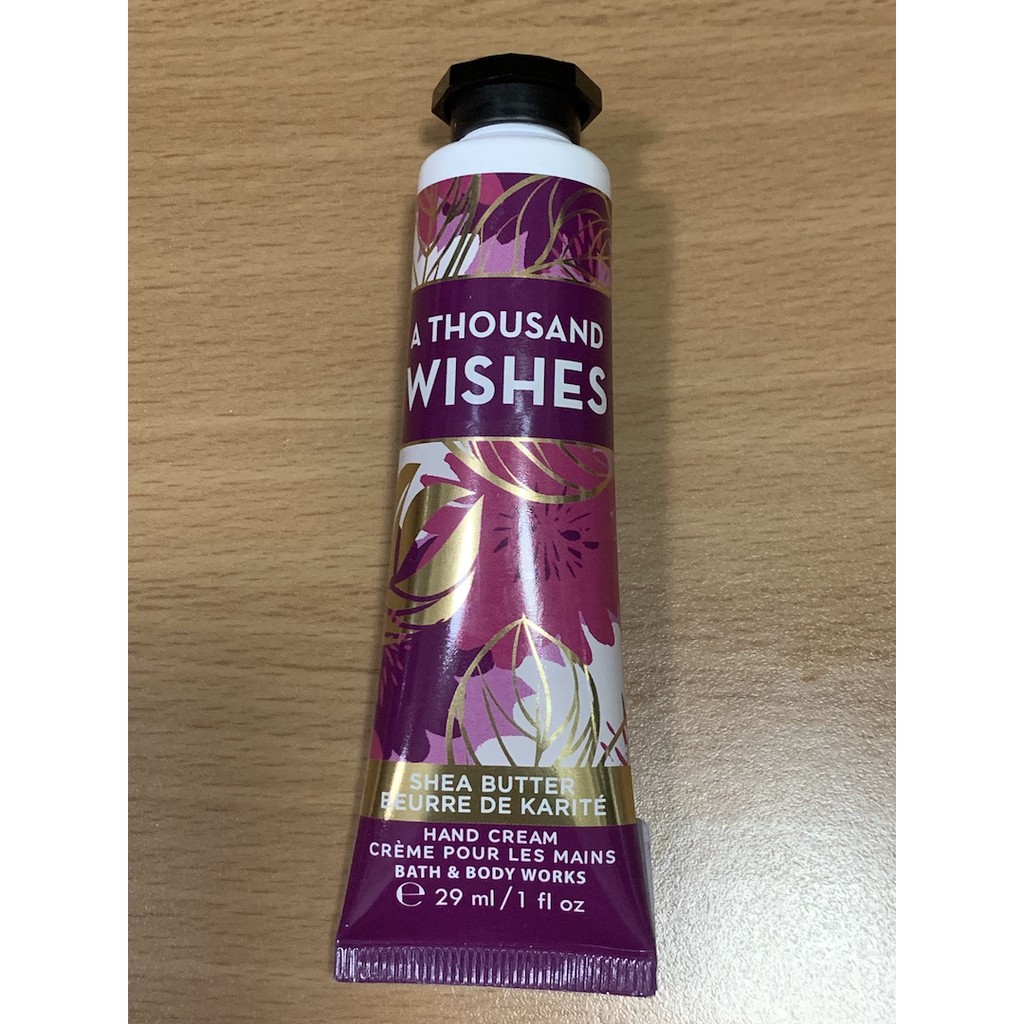 A THOUSAND
WISHES
SHEA BUTTER
BEURRE DE KARITÉ
HAND CREAM
CRÈME POUR LES MAINS
BATH & BODY WORKS
℮ 29 ml / 1 fl oz